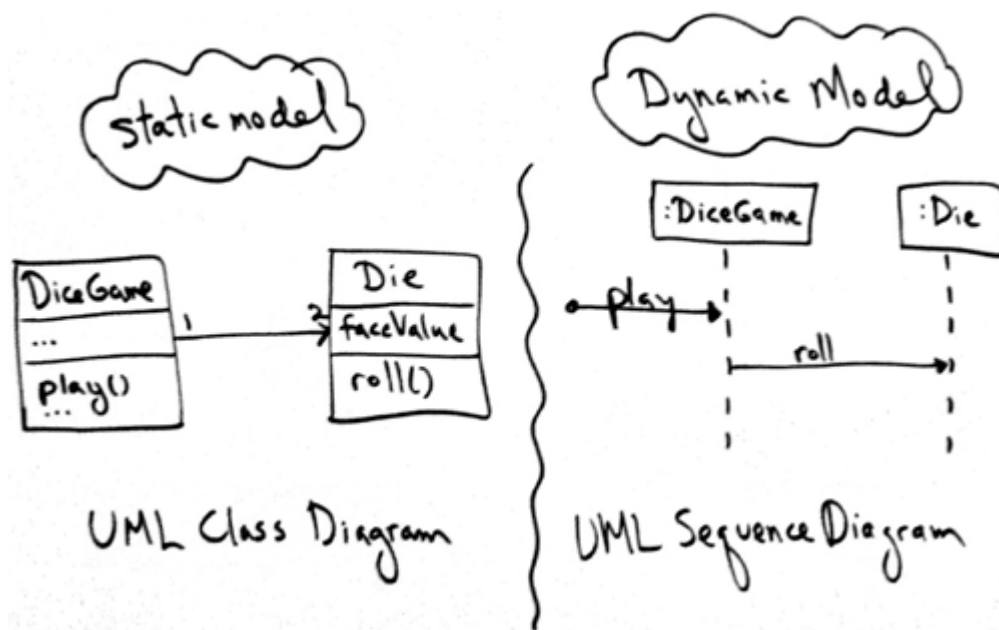 static model
DiceGame
...
play()
...
1
2
Die
faceValue
roll()
UML Class Diagram
Dynamic Model
:DiceGame
:Die
play
roll
UML Sequence Diagram